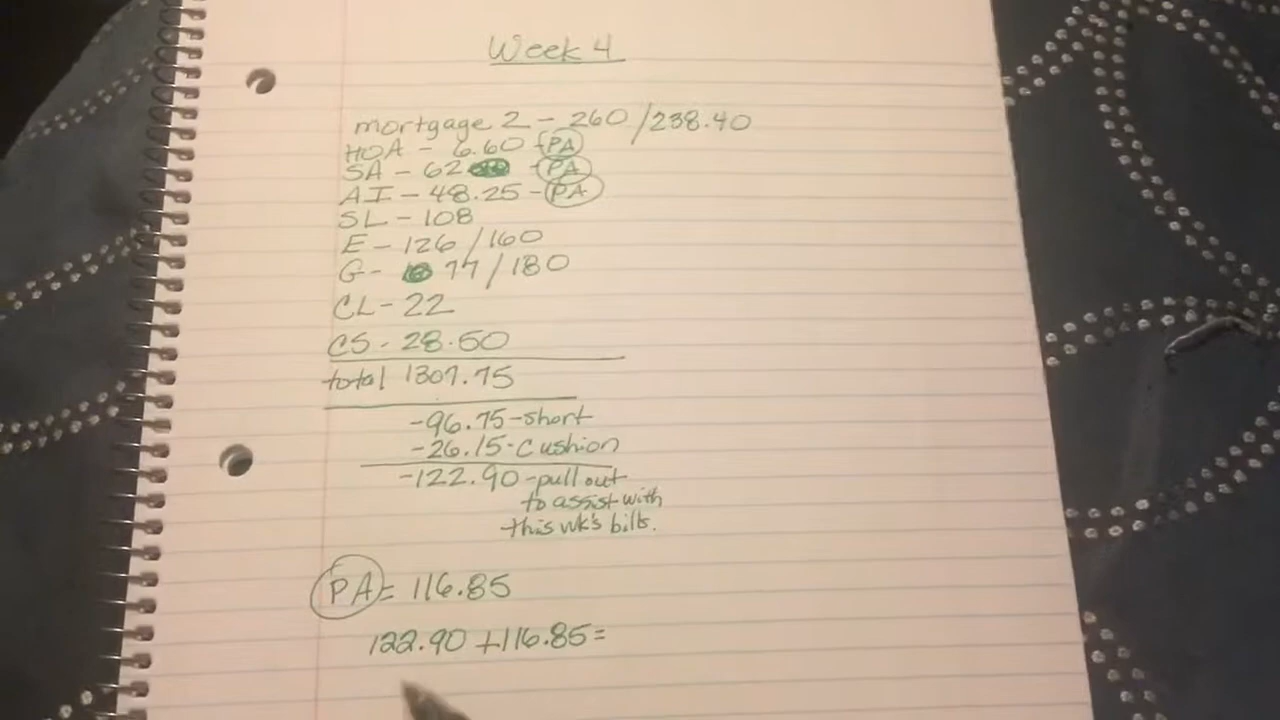 Week 4
mortgage 2 - 260/238.40
HOA - 6.60 - PA
SA - 62 - PA
AI - 48.25 - PA
SL - 108
E - 126/160
G - 77/180
CL - 22
CS - 28.50
total 1307.75
-96.75-short
-26.15-Cushion
-122.90-pull out
to assist with
this wk's bills.
PA = 116.85
122.90 + 116.85 =